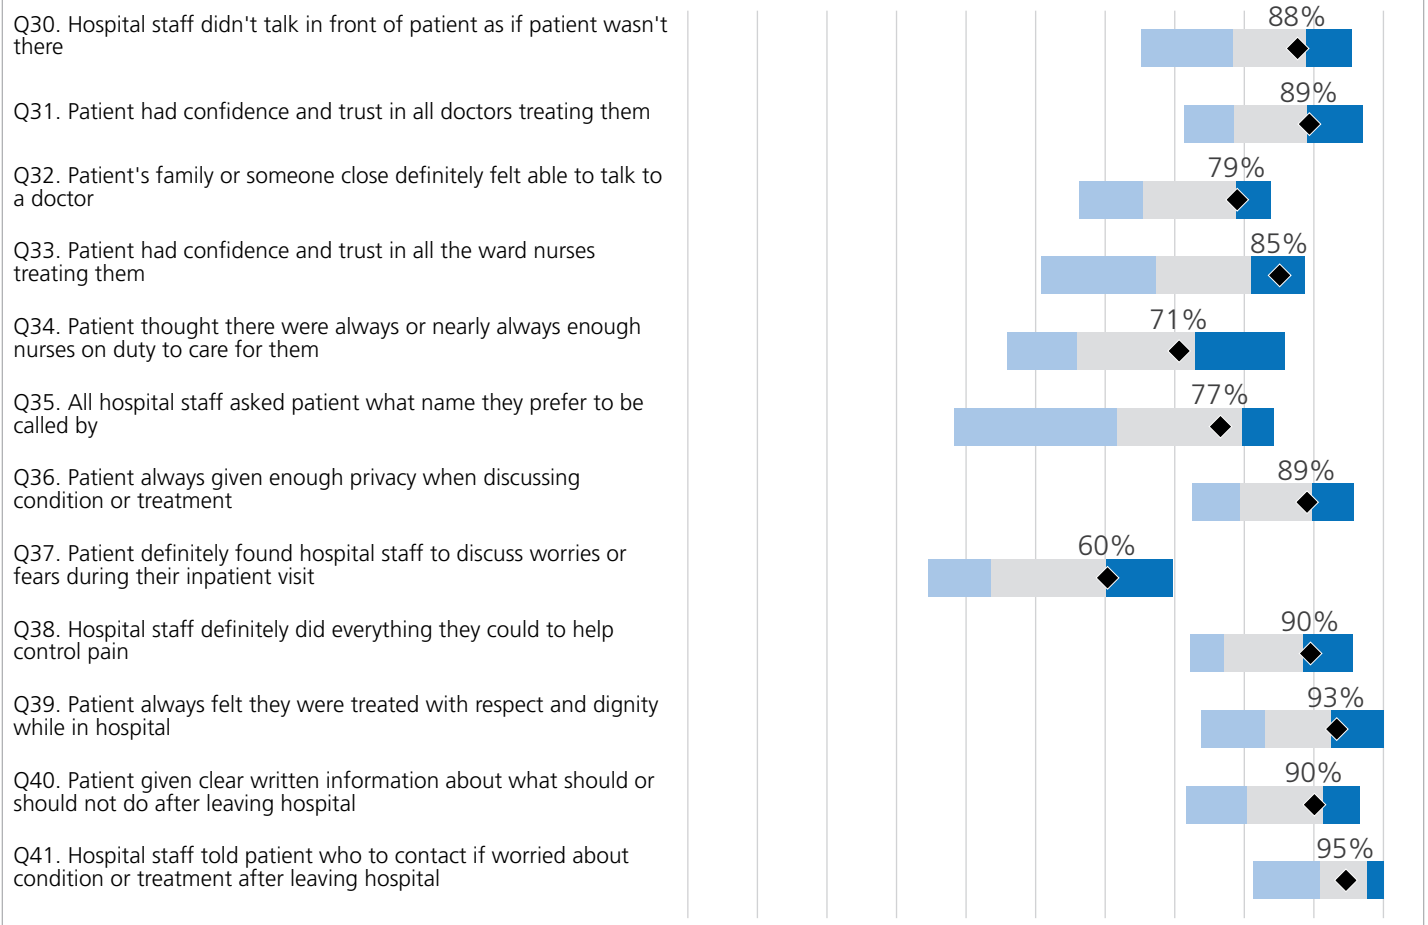 Q30. Hospital staff didn't talk in front of patient as if patient wasn't
there
88%
Q31. Patient had confidence and trust in all doctors treating them
89%
Q32. Patient's family or someone close definitely felt able to talk to
a doctor
79%
Q33. Patient had confidence and trust in all the ward nurses
treating them
85%
Q34. Patient thought there were always or nearly always enough
nurses on duty to care for them
71%
Q35. All hospital staff asked patient what name they prefer to be
called by
77%
Q36. Patient always given enough privacy when discussing
condition or treatment
89%
Q37. Patient definitely found hospital staff to discuss worries or
fears during their inpatient visit
60%
Q38. Hospital staff definitely did everything they could to help
control pain
90%
Q39. Patient always felt they were treated with respect and dignity
while in hospital
93%
Q40. Patient given clear written information about what should or
should not do after leaving hospital
90%
Q41. Hospital staff told patient who to contact if worried about
condition or treatment after leaving hospital
95%